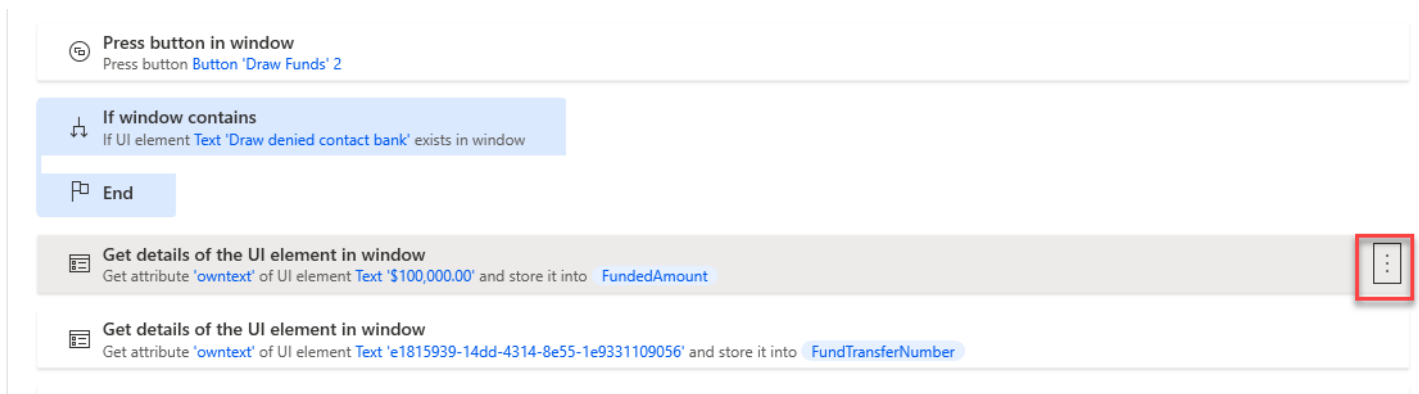 Press button in window
Press button Button 'Draw Funds' 2
If window contains
If UI element Text 'Draw denied contact bank' exists in window
End
Get details of the UI element in window
Get attribute 'owntext' of UI element Text '$100,000.00' and store it into FundedAmount
Get details of the UI element in window
Get attribute 'owntext' of UI element Text 'e1815939-14dd-4314-8e55-1e9331109056' and store it into FundTransferNumber